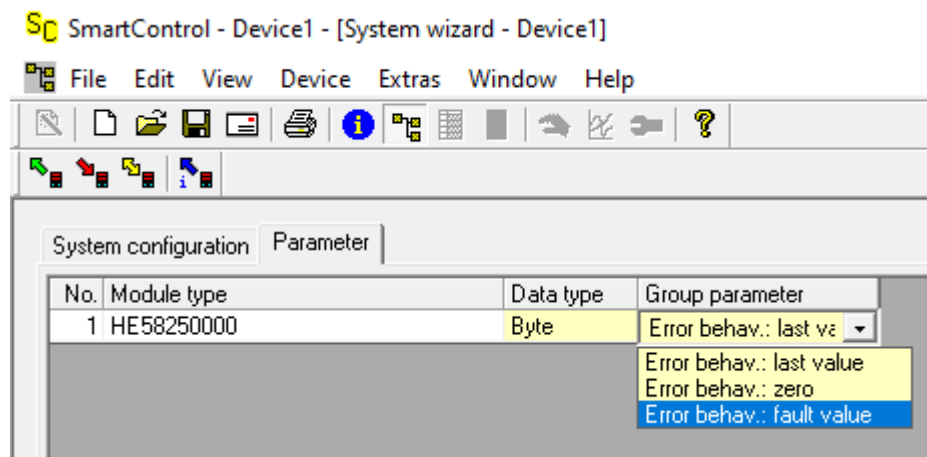 SC SmartControl - Device1 - [System wizard - Device1]
File Edit View Device Extras Window Help
i ?
i
System configuration Parameter
No. Module type Data type Group parameter
1 HE58250000 Byte Error behav.: last va
Error behav.: last value
Error behav.: zero
Error behav.: fault value